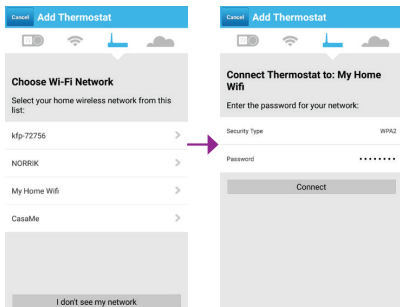 Cancel Add Thermostat
Choose Wi-Fi Network
Select your home wireless network from this
list:
kfp-72756
NORRIK
My Home Wifi
CasaMe
I don't see my network
Cancel Add Thermostat
Connect Thermostat to: My Home
Wifi
Enter the password for your network:
Security Type WPA2
Password ••••••••
Connect